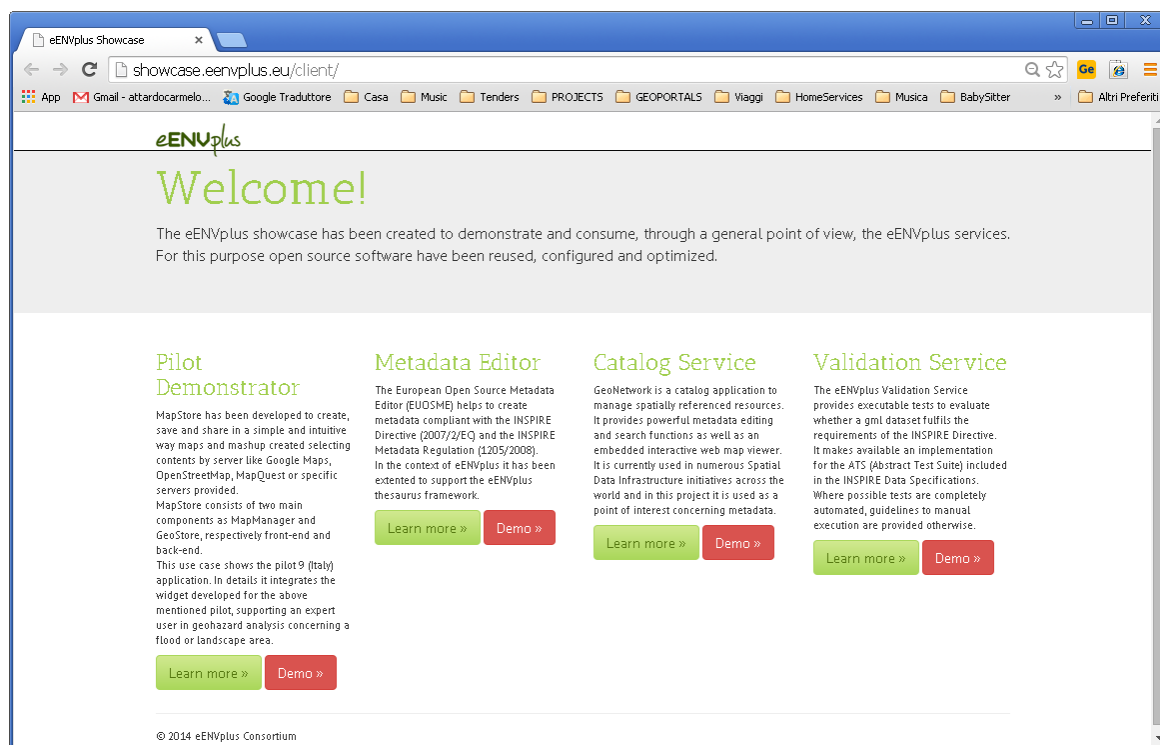 eENVplus Showcase
showcase.eenvplus.eu/client/
Ge
App Gmail - attardocarmelo... Google Traduttore Casa Music Tenders PROJECTS GEOPORTALS Viaggi HomeServices Musica BabySitter » Altri Preferiti
eENVplus
Welcome!
The eENVplus showcase has been created to demonstrate and consume, through a general point of view, the eENVplus services.
For this purpose open source software have been reused, configured and optimized.
Pilot
Demonstrator
MapStore has been developed to create,
save and share in a simple and intuitive
way maps and mashup created selecting
contents by server like Google Maps,
OpenStreetMap, MapQuest or specific
servers provided.
MapStore consists of two main
components as MapManager and
GeoStore, respectively front-end and
back-end.
This use case shows the pilot 9 (Italy)
application. In details it integrates the
widget developed for the above
mentioned pilot, supporting an expert
user in geohazard analysis concerning a
flood or landscape area.
Learn more » Demo »
Metadata Editor
The European Open Source Metadata
Editor (EUOSME) helps to create
metadata compliant with the INSPIRE
Directive (2007/2/EC) and the INSPIRE
Metadata Regulation (1205/2008).
In the context of eENVplus it has been
extented to support the eENVplus
thesaurus framework.
Learn more » Demo »
Catalog Service
GeoNetwork is a catalog application to
manage spatially referenced resources.
It provides powerful metadata editing
and search functions as well as an
embedded interactive web map viewer.
It is currently used in numerous Spatial
Data Infrastructure initiatives across the
world and in this project it is used as a
point of interest concerning metadata.
Learn more » Demo »
Validation Service
The eENVplus Validation Service
provides executable tests to evaluate
whether a gml dataset fulfils the
requirements of the INSPIRE Directive.
It makes available an implementation
for the ATS (Abstract Test Suite) included
in the INSPIRE Data Specifications.
Where possible tests are completely
automated, guidelines to manual
execution are provided otherwise.
Learn more » Demo »
© 2014 eENVplus Consortium